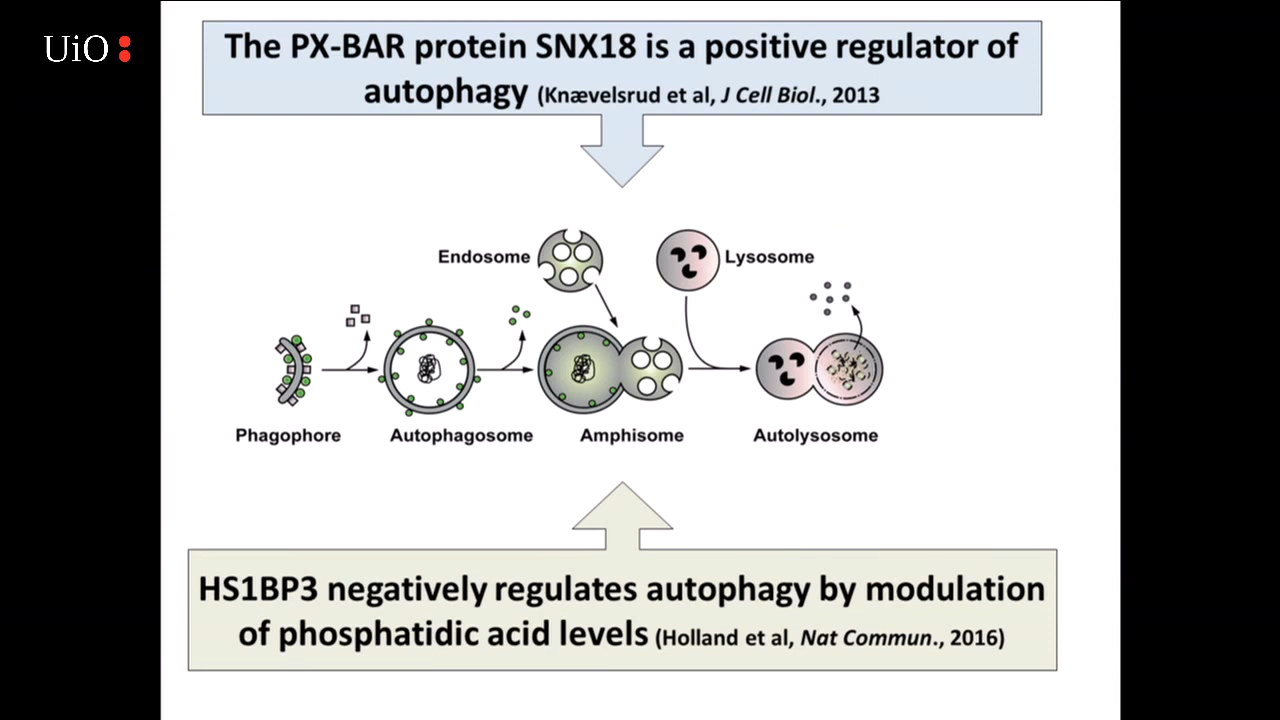 UiO:
The PX-BAR protein SNX18 is a positive regulator of
autophagy (Knævelsrud et al, J Cell Biol., 2013
Endosome
Lysosome
Phagophore
Autophagosome
Amphisome
Autolysosome
HS1BP3 negatively regulates autophagy by modulation
of phosphatidic acid levels (Holland et al, Nat Commun., 2016)